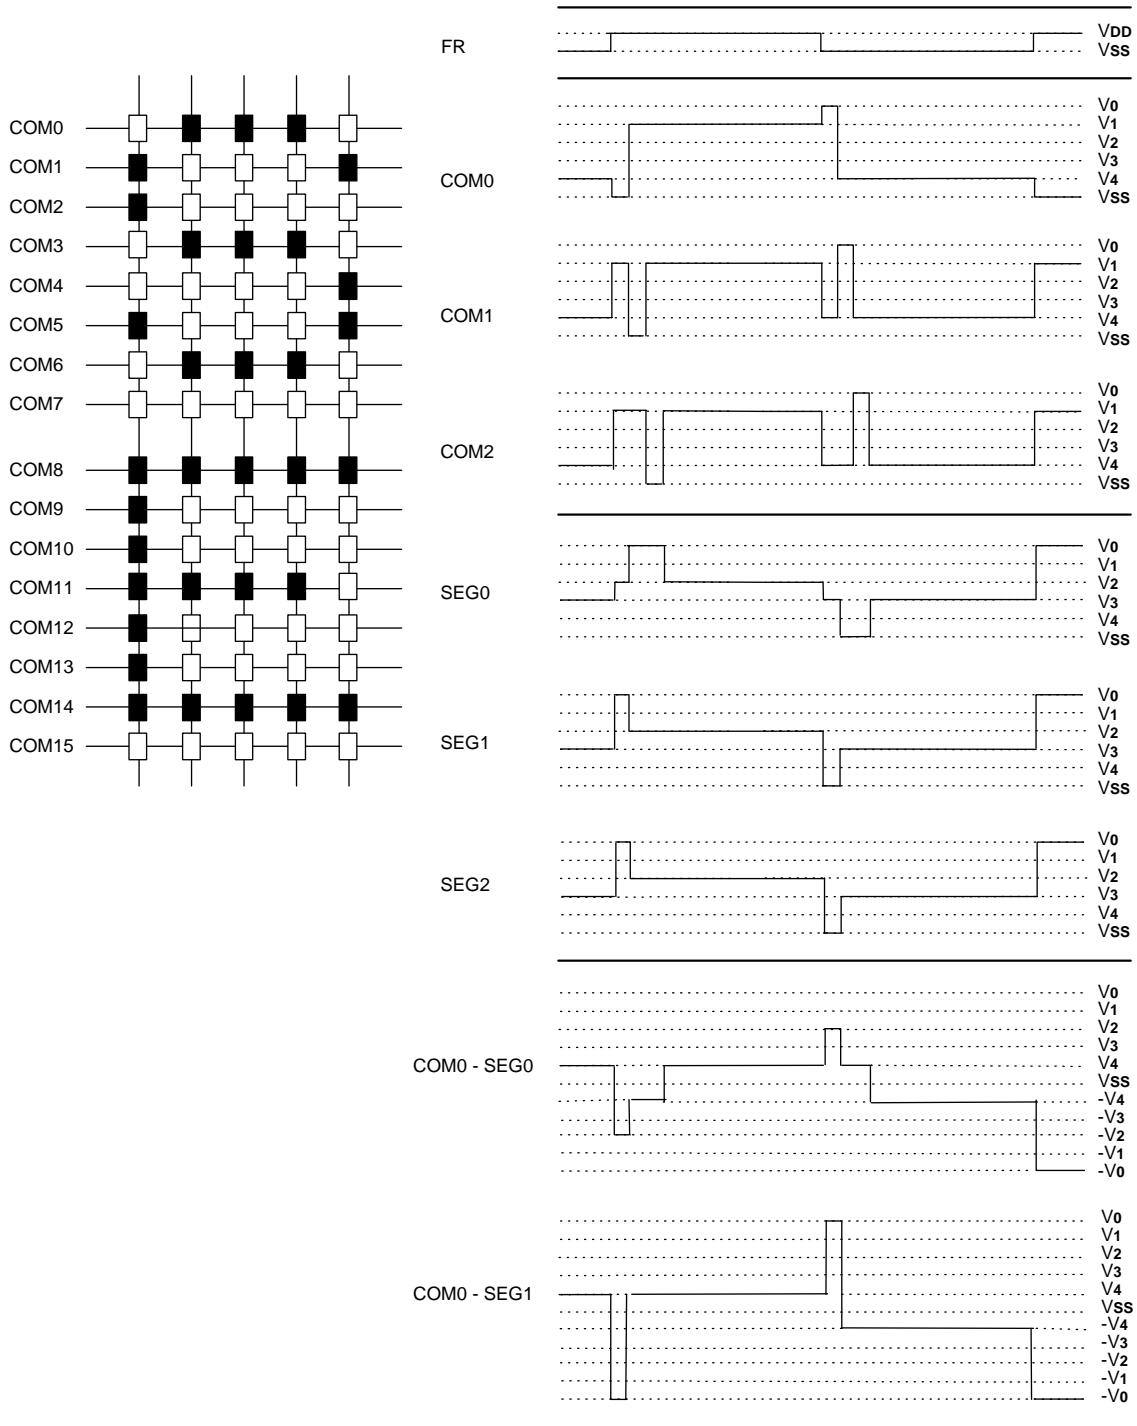 COM0
COM1
COM2
COM3
COM4
COM5
COM6
COM7
COM8
COM9
COM10
COM11
COM12
COM13
COM14
COM15
FR
VDD
VSS
COM0
V0
V1
V2
V3
V4
VSS
COM1
V0
V1
V2
V3
V4
VSS
COM2
V0
V1
V2
V3
V4
VSS
SEG0
V0
V1
V2
V3
V4
VSS
SEG1
V0
V1
V2
V3
V4
VSS
SEG2
V0
V1
V2
V3
V4
VSS
COM0 - SEG0
V0
V1
V2
V3
V4
VSS
-V4
-V3
-V2
-V1
-V0
COM0 - SEG1
V0
V1
V2
V3
V4
VSS
-V4
-V3
-V2
-V1
-V0